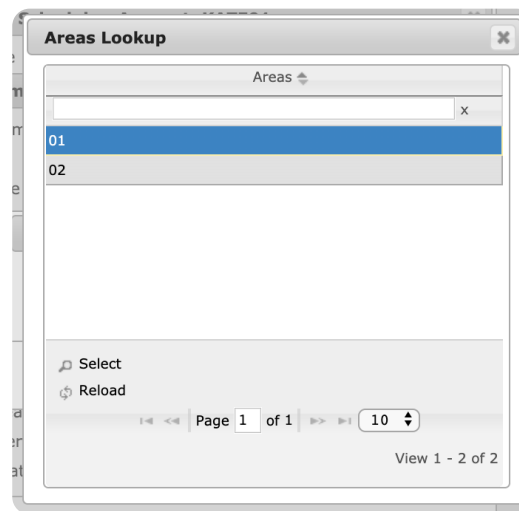 Areas Lookup
Areas
x
01
02
Select
Reload
Page 1 of 1 10
View 1 - 2 of 2